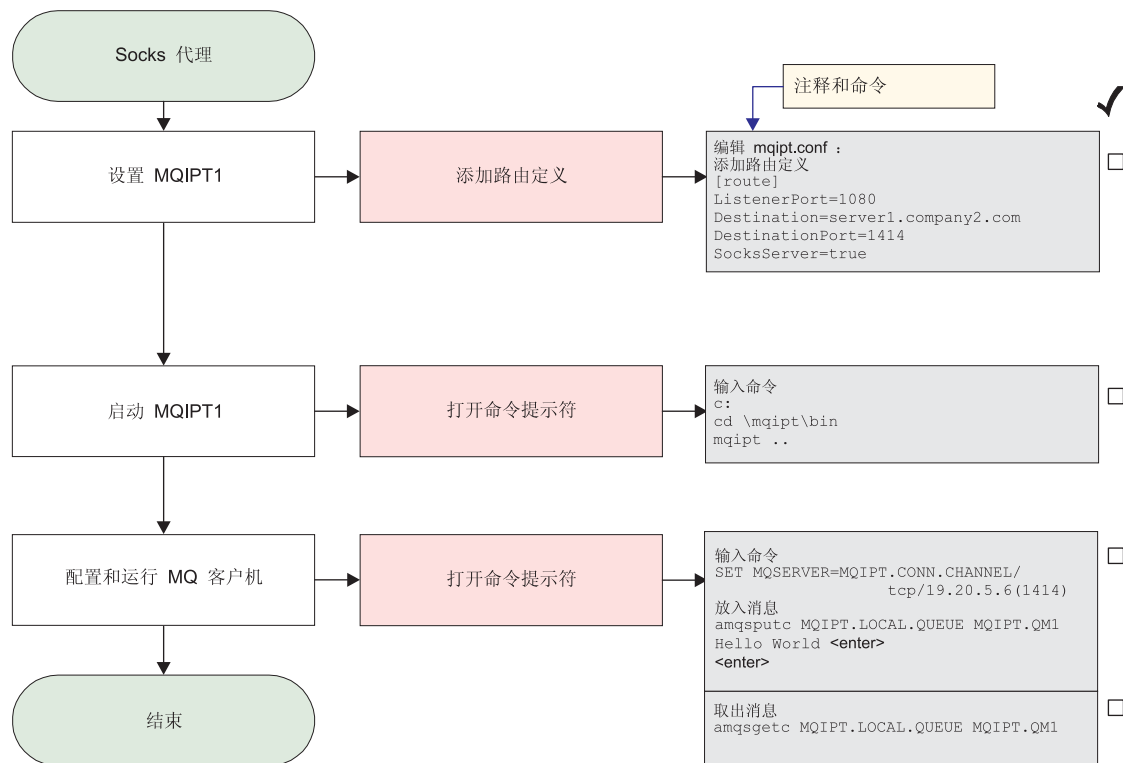 Socks 代理
注释和命令
设置 MQIPT1
添加路由定义
编辑 mqipt.conf :
添加路由定义
[route]
ListenerPort=1080
Destination=server1.company2.com
DestinationPort=1414
SocksServer=true
启动 MQIPT1
打开命令提示符
输入命令
c:
cd \mqipt\bin
mqipt ..
配置和运行 MQ 客户机
打开命令提示符
输入命令
SET MQSERVER=MQIPT.CONN.CHANNEL/
tcp/19.20.5.6(1414)
放入消息
amqsputc MQIPT.LOCAL.QUEUE MQIPT.QM1
Hello World <enter>
<enter>
结束
取出消息
amqsgetc MQIPT.LOCAL.QUEUE MQIPT.QM1